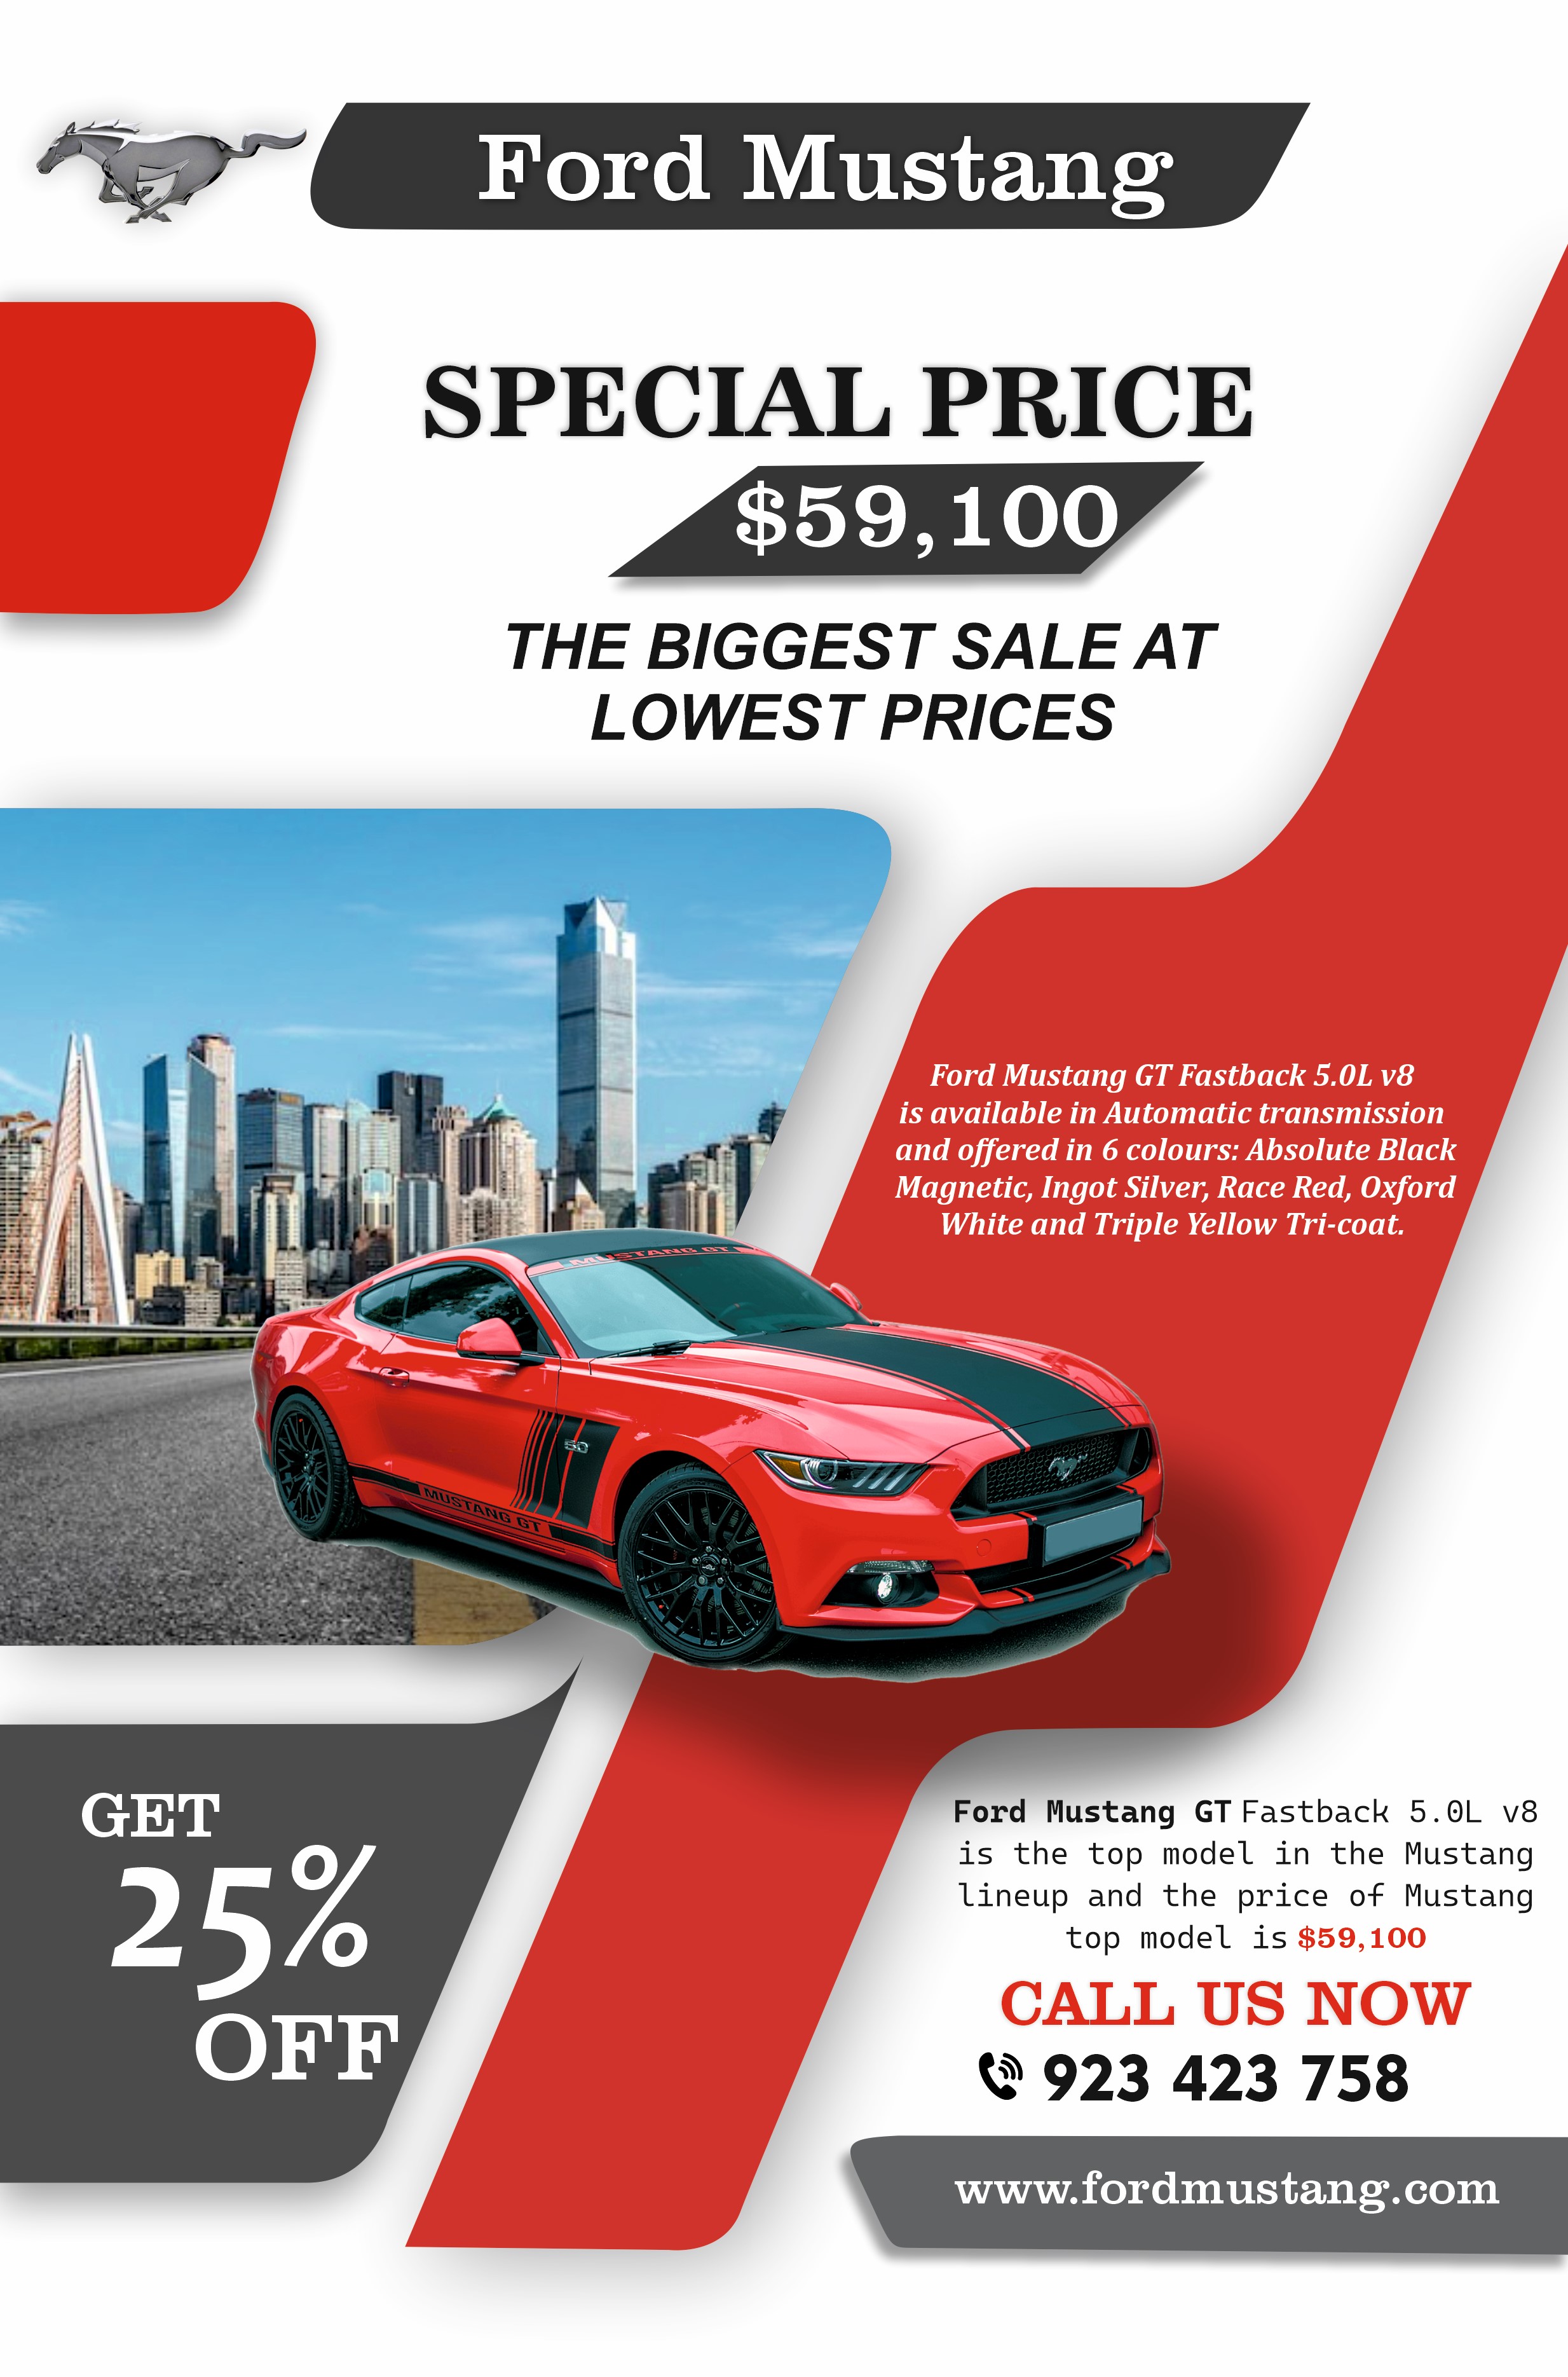 Ford Mustang
SPECIAL PRICE
$59,100
THE BIGGEST SALE AT
LOWEST PRICES
Ford Mustang GT Fastback 5.0L v8
is available in Automatic transmission
and offered in 6 colours: Absolute Black
Magnetic, Ingot Silver, Race Red, Oxford
White and Triple Yellow Tri-coat.
MUSTANG GT
5.0
MUSTANG GT
GET
25%
OFF
Ford Mustang GT Fastback 5.0L v8
is the top model in the Mustang
lineup and the price of Mustang
top model is $59,100
CALL US NOW
923 423 758
www.fordmustang.com